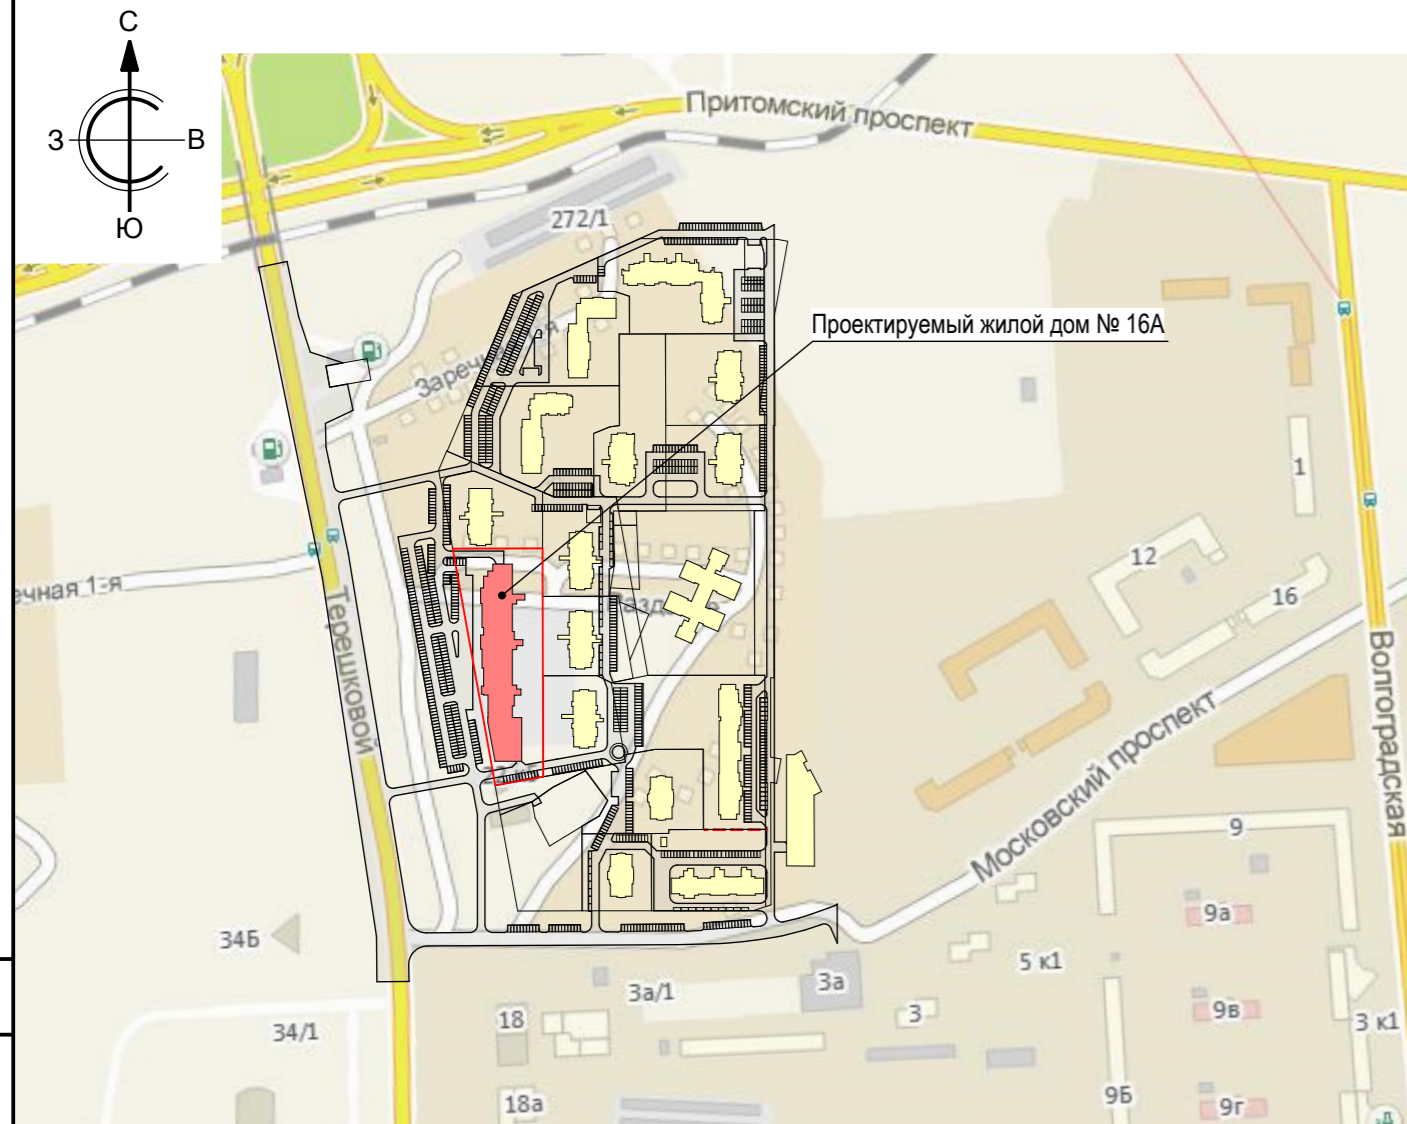 С
З
В
Ю
Притомский проспект
272/1
Проектируемый жилой дом № 16А
Заречная
1
12
16
ечная 1-я
Терешковой
Волгоградская
Московский проспект
9
9а
34Б
5 к1
3а/1
3а
18
3
9в
3 к1
34/1
9Б
18а
9г